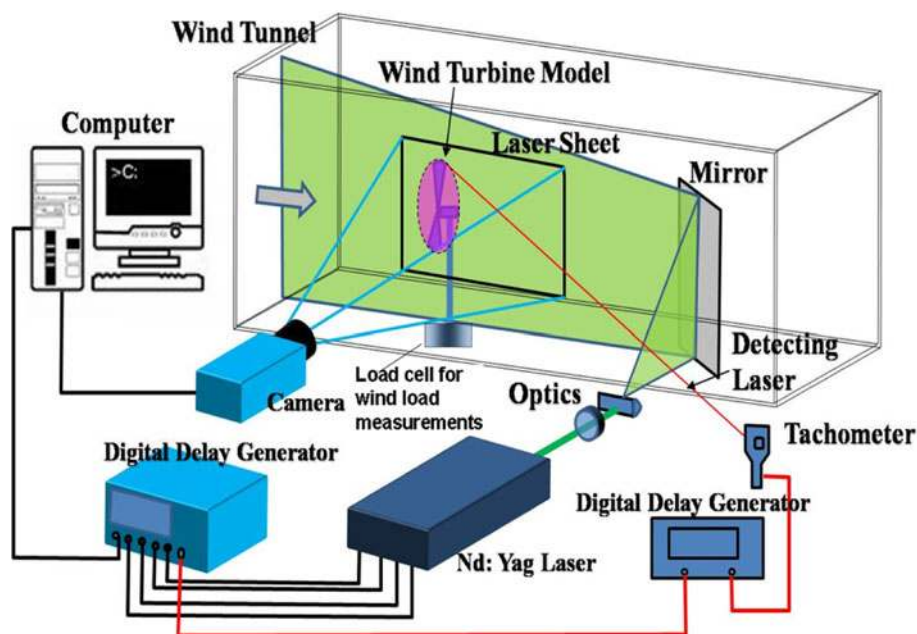 Wind Tunnel
Wind Turbine Model
Computer
Laser Sheet
>C:
Mirror
Detecting
Laser
Load cell for
wind load
measurements
Optics
Camera
Tachometer
Digital Delay Generator
Digital Delay Generator
Nd: Yag Laser